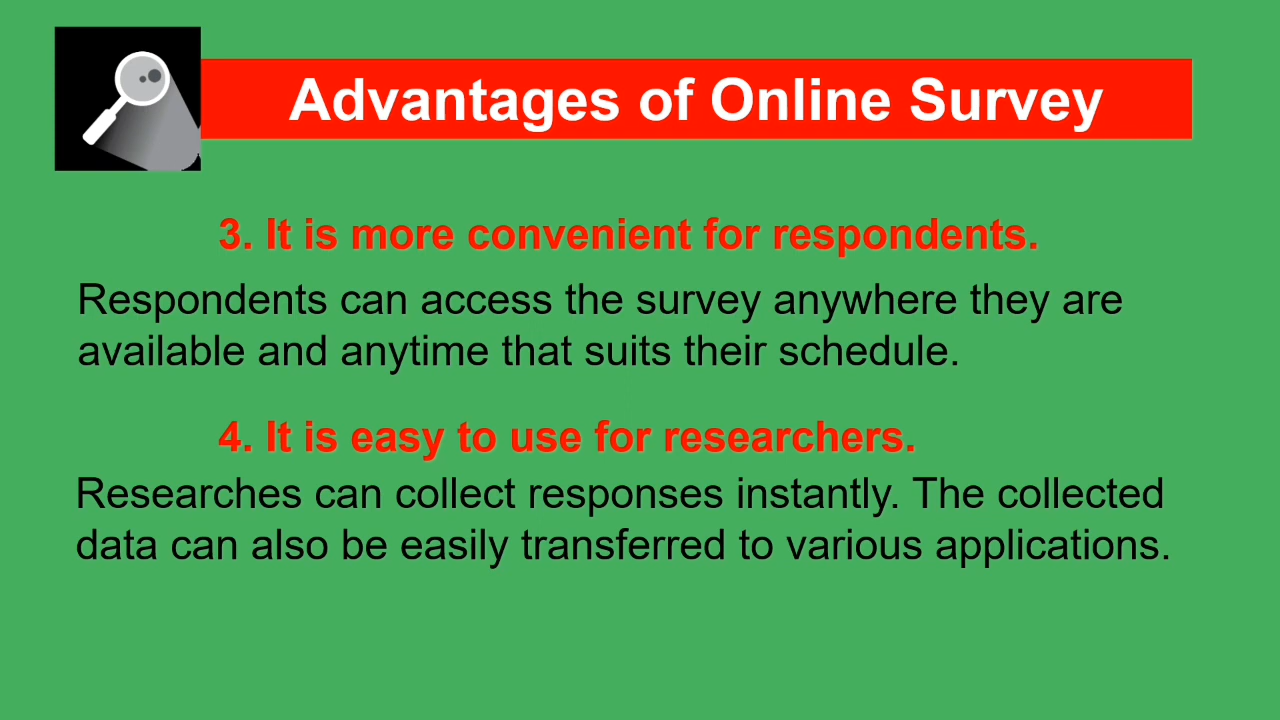 Advantages of Online Survey
3. It is more convenient for respondents.
Respondents can access the survey anywhere they are
available and anytime that suits their schedule.
4. It is easy to use for researchers.
Researches can collect responses instantly. The collected
data can also be easily transferred to various applications.